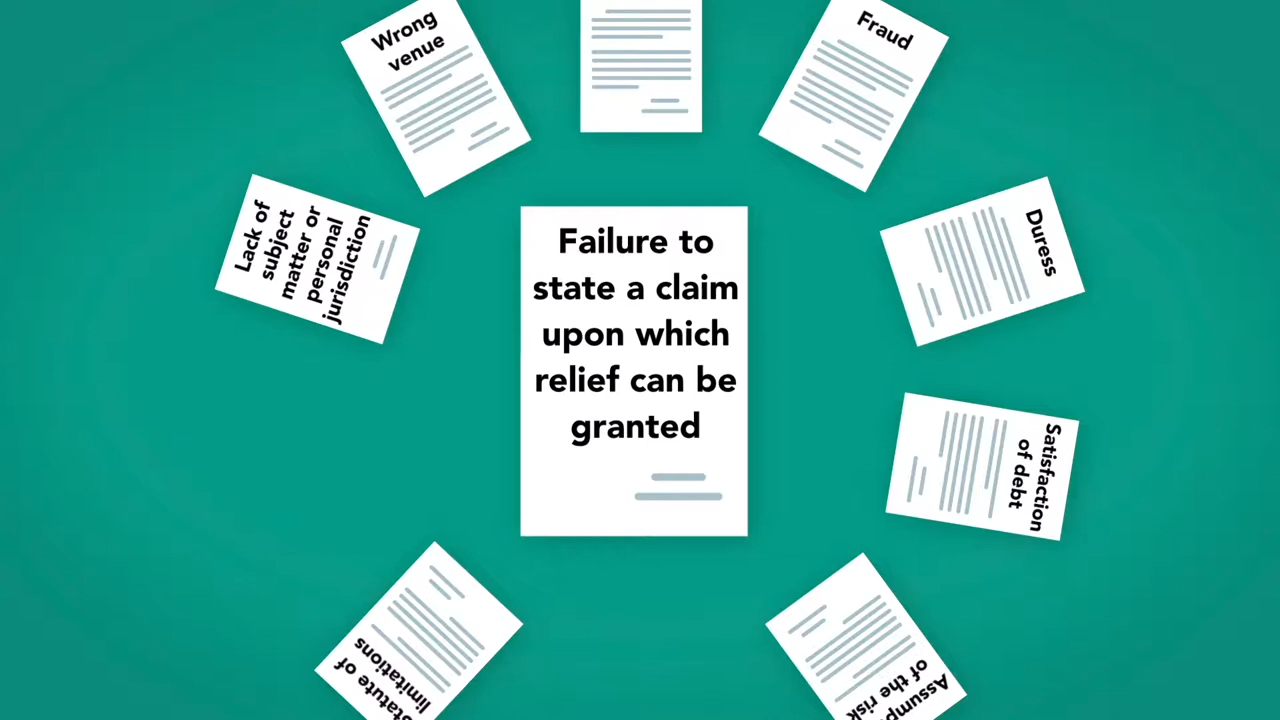 Wrong
venue
Fraud
Lack of
subject
matter or
personal
jurisdiction
Failure to
state a claim
upon which
relief can be
granted
Duress
Satisfaction
of debt
limitations
of
of the